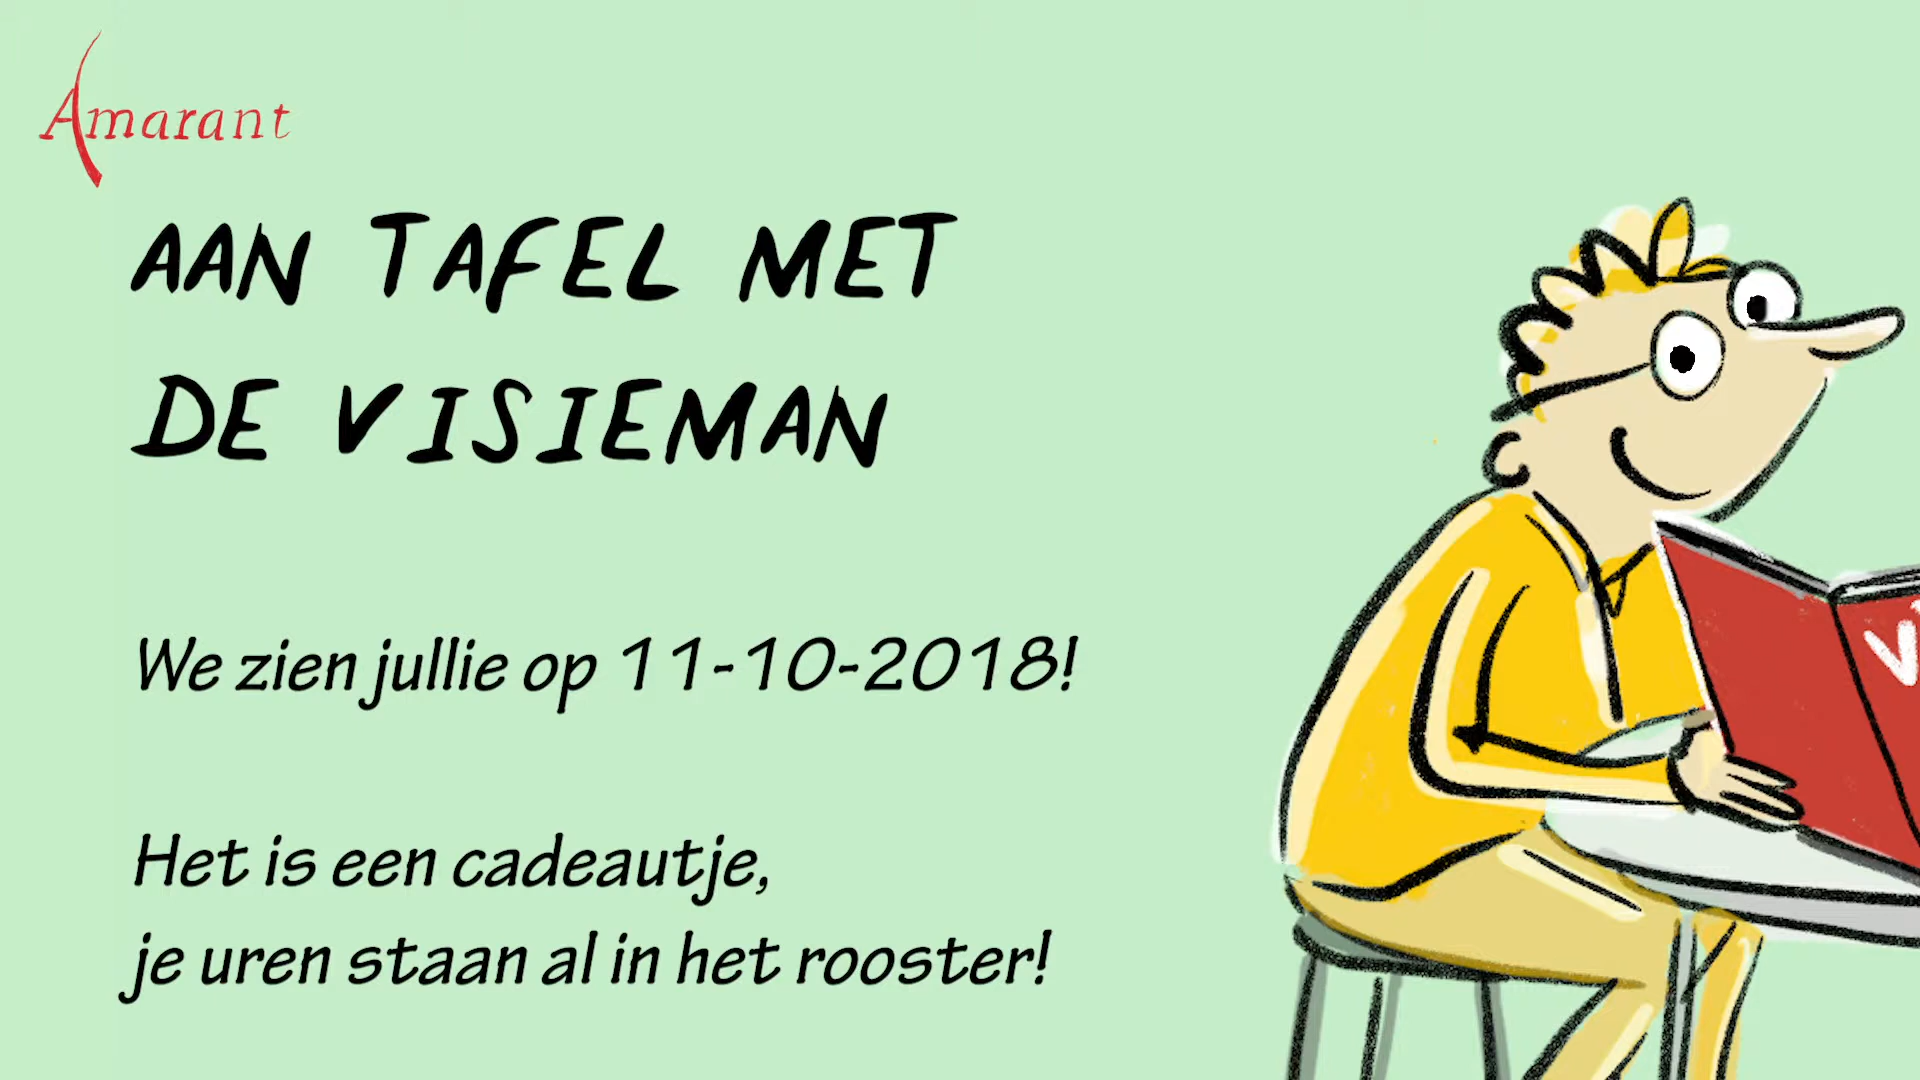 Amarant
AAN TAFEL MET
DE VISIEMAN
We zien jullie op 11-10-2018!
Het is een cadeautje,
je uren staan al in het rooster!
V